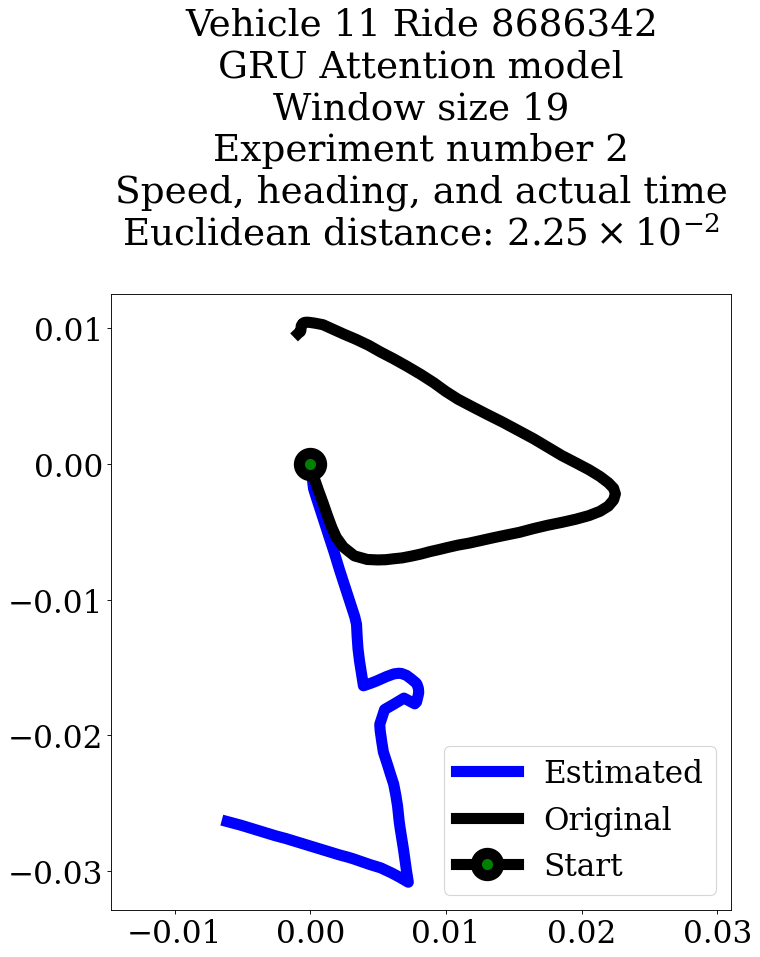 Vehicle 11 Ride 8686342
GRU Attention model
Window size 19
Experiment number 2
Speed, heading, and actual time
Euclidean distance: 2.25 × 10⁻²
0.01
0.00
−0.01
−0.02
−0.03
Estimated
Original
Start
−0.01
0.00
0.01
0.02
0.03